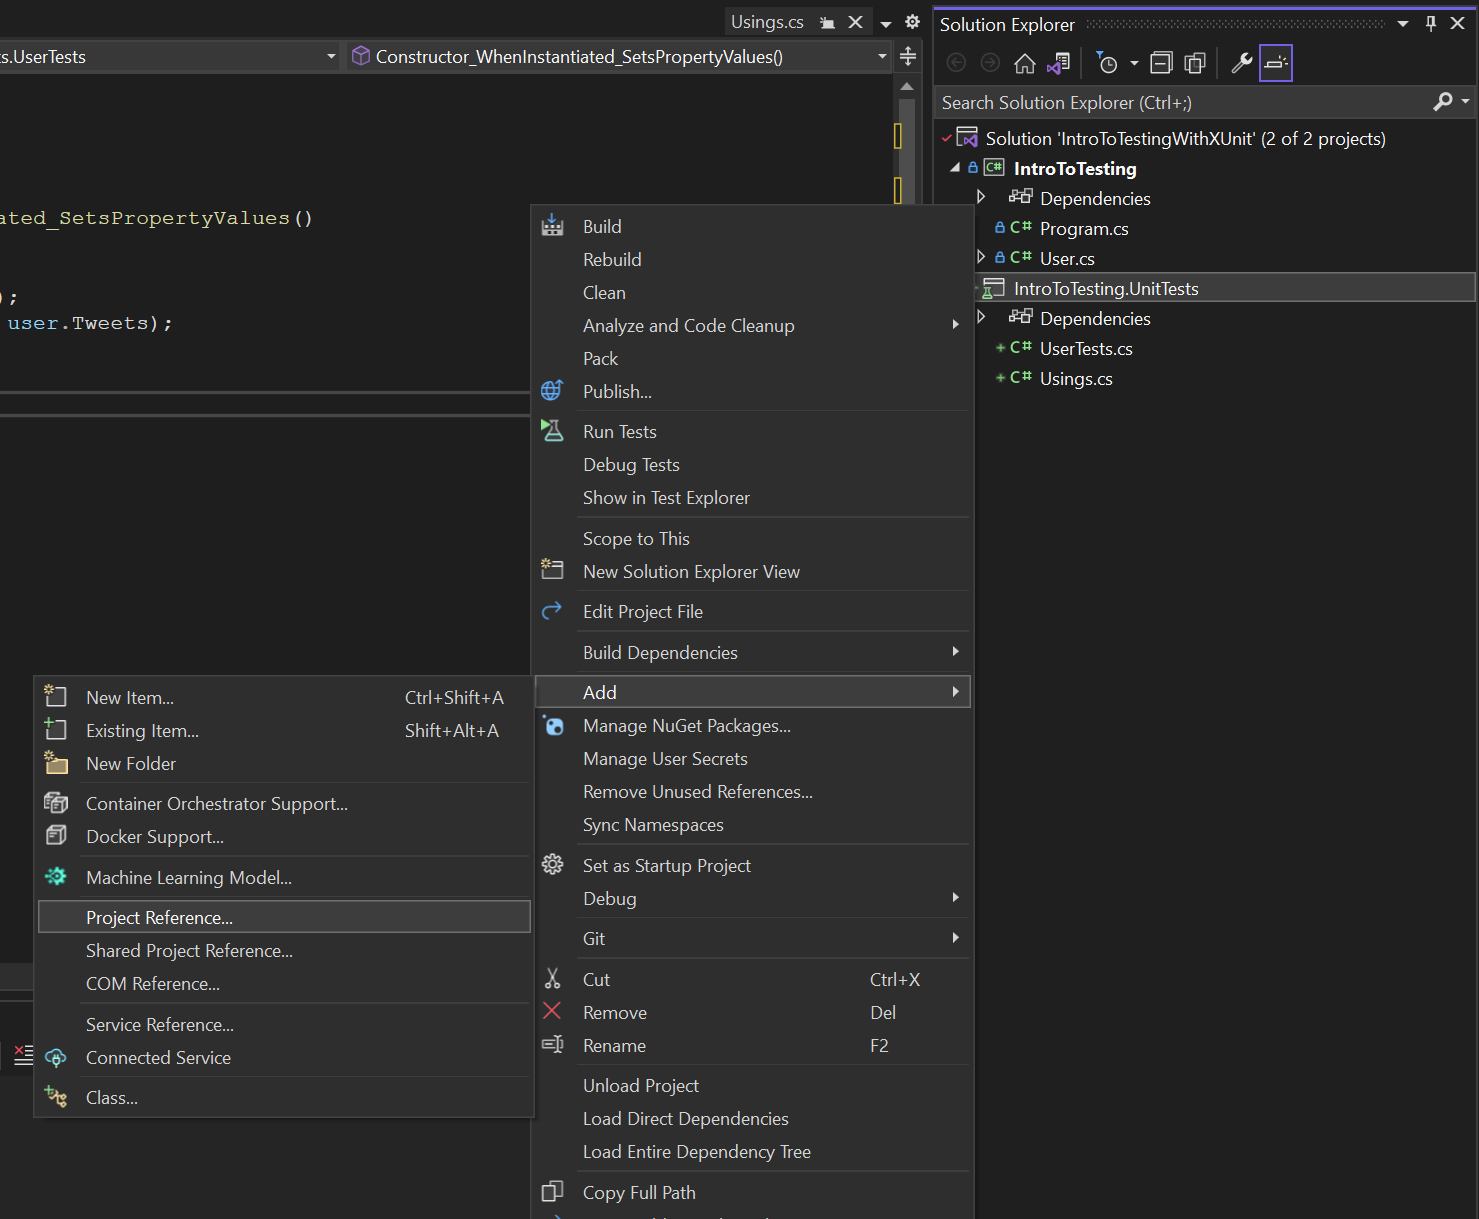 Usings.cs
s.UserTests
Constructor_WhenInstantiated_SetsPropertyValues()
ated_SetsPropertyValues()
);
user.Tweets);
Solution Explorer
Search Solution Explorer (Ctrl+;)
Solution 'IntroToTestingWithXUnit' (2 of 2 projects)
C# IntroToTesting
Dependencies
C# Program.cs
C# User.cs
IntroToTesting.UnitTests
Dependencies
+ C# UserTests.cs
+ C# Usings.cs
Build
Rebuild
Clean
Analyze and Code Cleanup
Pack
Publish...
Run Tests
Debug Tests
Show in Test Explorer
Scope to This
New Solution Explorer View
Edit Project File
Build Dependencies
Add
Manage NuGet Packages...
Manage User Secrets
Remove Unused References...
Sync Namespaces
Set as Startup Project
Debug
Git
Cut Ctrl+X
Remove Del
Rename F2
Unload Project
Load Direct Dependencies
Load Entire Dependency Tree
Copy Full Path
New Item... Ctrl+Shift+A
Existing Item... Shift+Alt+A
New Folder
Container Orchestrator Support...
Docker Support...
Machine Learning Model...
Project Reference...
Shared Project Reference...
COM Reference...
Service Reference...
Connected Service
Class...